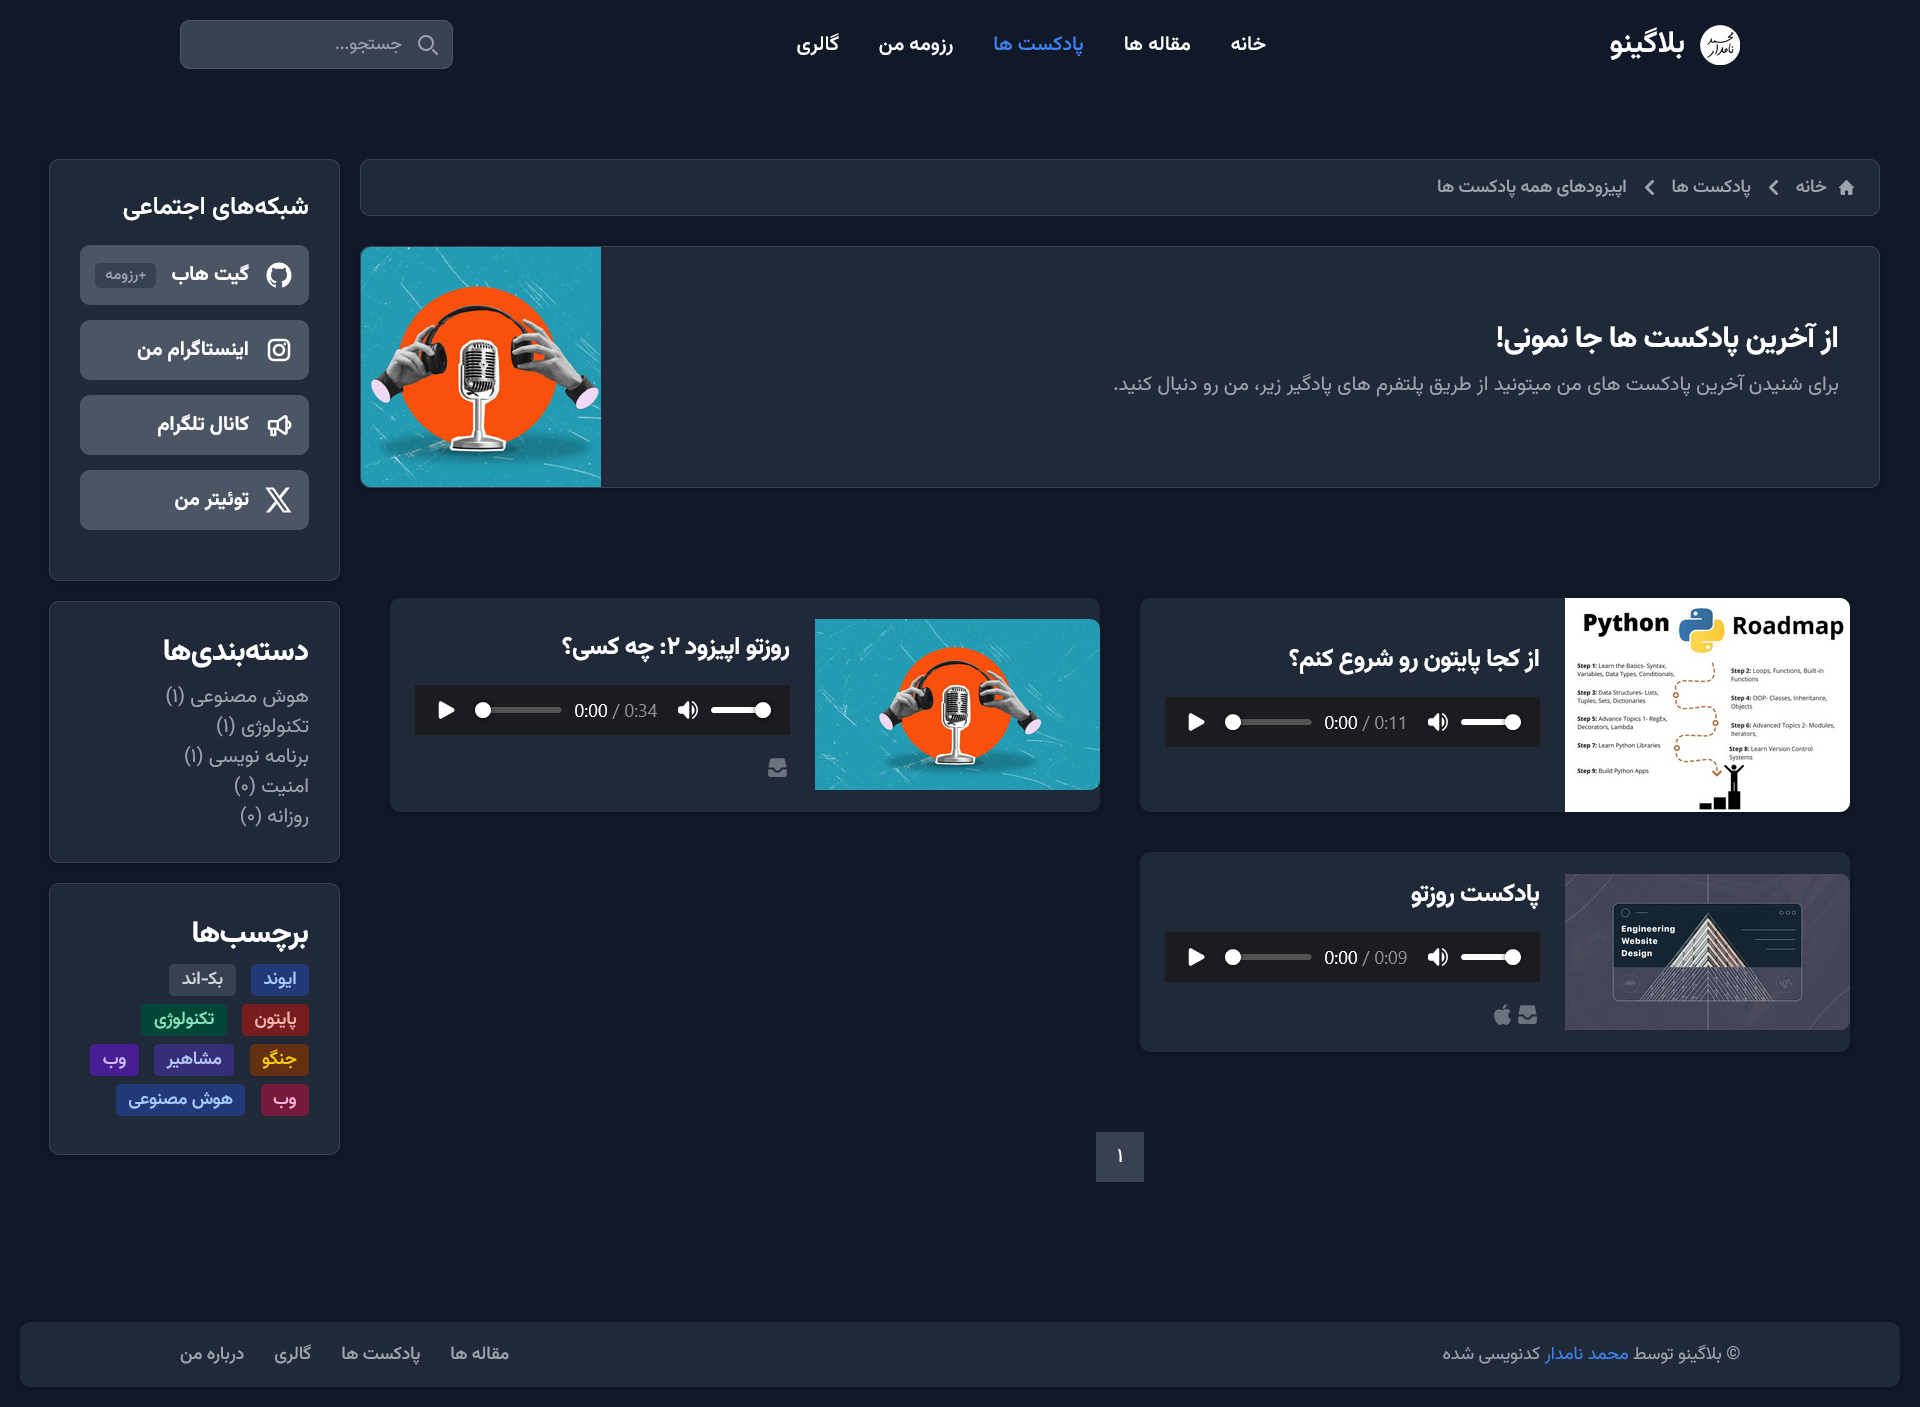 محمد نامدار
بلاگینو
خانه
مقاله ها
پادکست ها
رزومه من
گالری
جستجو...
خانه
پادکست ها
اپیزودهای همه پادکست ها
از آخرین پادکست ها جا نمونی!
برای شنیدن آخرین پادکست های من میتونید از طریق پلتفرم های پادگیر زیر، من رو دنبال کنید.
Python Roadmap
Step 1: Learn the Basics- Syntax, Variables, Data Types, Conditionals,
Step 2: Loops, Functions, Built-in Functions
Step 3: Data Structures- Lists, Tuples, Sets, Dictionaries
Step 4: OOP- Classes, Inheritance, Objects
Step 5: Advance Topics 1- RegEx, Decorators, Lambda
Step 6: Advanced Topics 2- Modules, Iterators,
Step 7: Learn Python Libraries
Step 8: Learn Version Control Systems
Step 9: Build Python Apps
از کجا پایتون رو شروع کنم؟
0:00 / 0:11
روزتو اپیزود ۲: چه کسی؟
0:00 / 0:34
Engineering
Website
Design
پادکست روزتو
0:00 / 0:09
۱
شبکه‌های اجتماعی
گیت هاب
+رزومه
اینستاگرام من
کانال تلگرام
توئیتر من
دسته‌بندی‌ها
هوش مصنوعی (۱)
تکنولوژی (۱)
برنامه نویسی (۱)
امنیت (۰)
روزانه (۰)
برچسب‌ها
ایوند
بک-اند
پایتون
تکنولوژی
جنگو
مشاهیر
وب
وب
هوش مصنوعی
© بلاگینو توسط محمد نامدار کدنویسی شده
مقاله ها
پادکست ها
گالری
درباره من